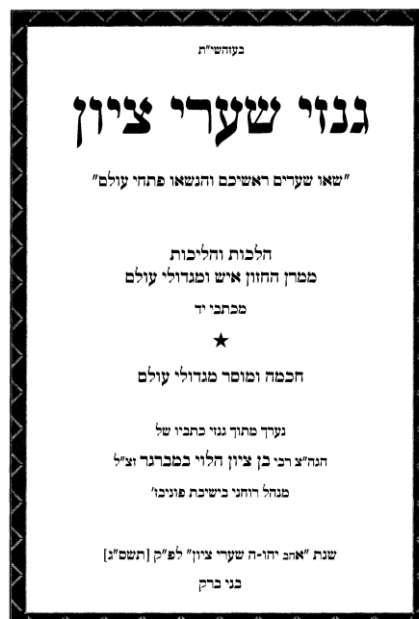 בעזהשי"ת
גנזי שערי ציון
"שאו שערים ראשיכם והנשאו פתחי עולם"
הלכות והליכות
ממרן החזון איש ומגדולי עולם
מכתבי יד
★
חכמה ומוסר מגדולי עולם
נערך מתוך גנזי כתביו של
הגה"צ רבי בן ציון הלוי במברגר זצ"ל
מנהל רוחני בישיבת פוניבז'
שנת "אהב יהו-ה שערי ציון" לפ"ק [תשס"ג]
בני ברק